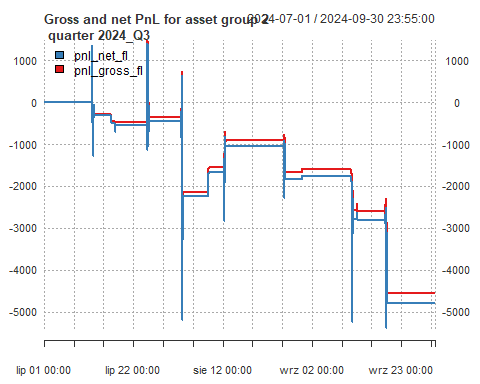 Gross and net PnL for asset group 2 2024-07-01 / 2024-09-30 23:55:00
quarter 2024_Q3
pnl_net_fl
pnl_gross_fl
1000 1000
0 0
-1000 -1000
-2000 -2000
-3000 -3000
-4000 -4000
-5000 -5000
lip 01 00:00 lip 22 00:00 sie 12 00:00 wrz 02 00:00 wrz 23 00:00